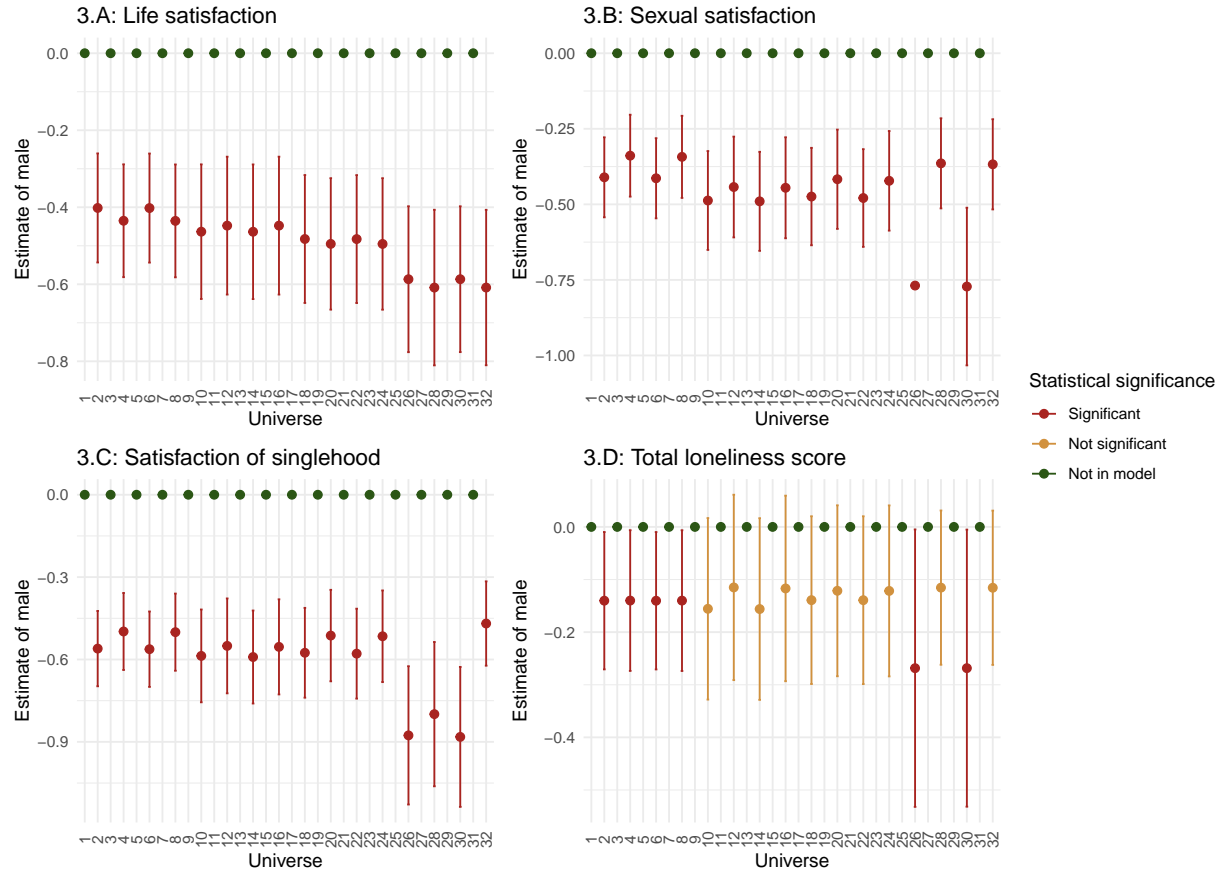 3.A: Life satisfaction
0.0
−0.2
−0.4
−0.6
−0.8
Estimate of male
1 2 3 4 5 6 7 8 9 10 11 12 13 14 15 16 17 18 19 20 21 22 23 24 25 26 27 28 29 30 31 32
Universe
3.B: Sexual satisfaction
0.00
−0.25
−0.50
−0.75
−1.00
Estimate of male
1 2 3 4 5 6 7 8 9 10 11 12 13 14 15 16 17 18 19 20 21 22 23 24 25 26 27 28 29 30 31 32
Universe
3.C: Satisfaction of singlehood
0.0
−0.3
−0.6
−0.9
Estimate of male
1 2 3 4 5 6 7 8 9 10 11 12 13 14 15 16 17 18 19 20 21 22 23 24 25 26 27 28 29 30 31 32
Universe
3.D: Total loneliness score
0.0
−0.2
−0.4
Estimate of male
1 2 3 4 5 6 7 8 9 10 11 12 13 14 15 16 17 18 19 20 21 22 23 24 25 26 27 28 29 30 31 32
Universe
Statistical significance
Significant
Not significant
Not in model